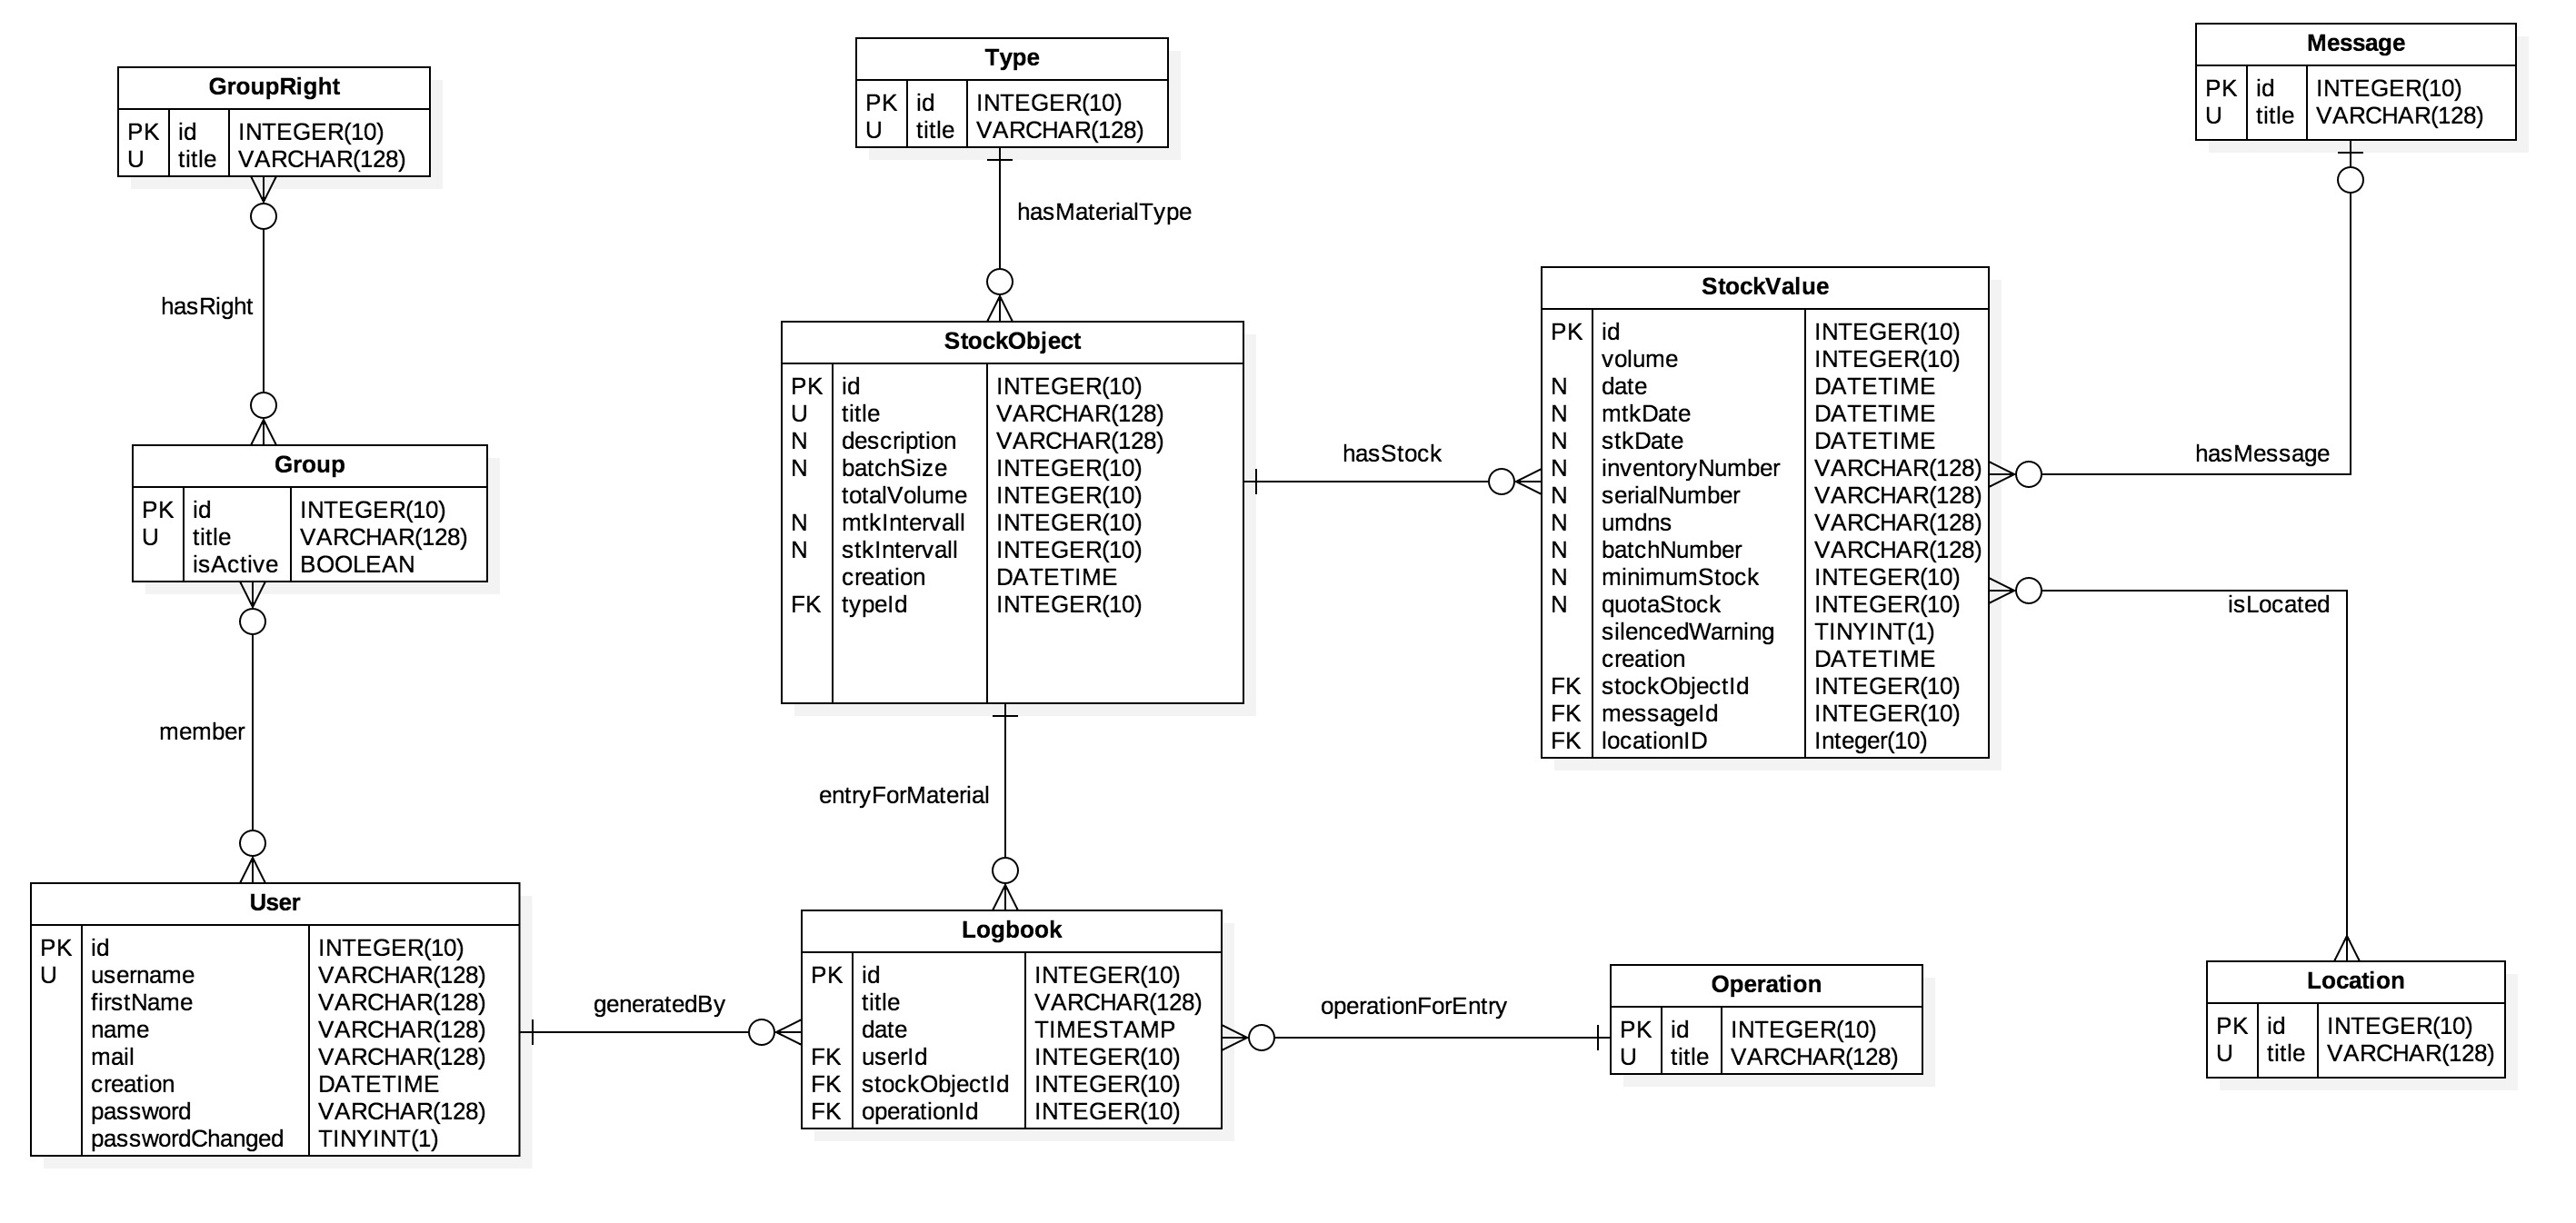 GroupRight
PK id INTEGER(10)
U title VARCHAR(128)
hasRight
Group
PK id INTEGER(10)
U title VARCHAR(128)
isActive BOOLEAN
member
User
PK id INTEGER(10)
U username VARCHAR(128)
firstName VARCHAR(128)
name VARCHAR(128)
mail VARCHAR(128)
creation DATETIME
password VARCHAR(128)
passwordChanged TINYINT(1)
generatedBy
Type
PK id INTEGER(10)
U title VARCHAR(128)
hasMaterialType
StockObject
PK id INTEGER(10)
U title VARCHAR(128)
N description VARCHAR(128)
N batchSize INTEGER(10)
totalVolume INTEGER(10)
N mtkIntervall INTEGER(10)
N stkIntervall INTEGER(10)
creation DATETIME
FK typeId INTEGER(10)
entryForMaterial
Logbook
PK id INTEGER(10)
title VARCHAR(128)
date TIMESTAMP
FK userId INTEGER(10)
FK stockObjectId INTEGER(10)
FK operationId INTEGER(10)
hasStock
StockValue
PK id INTEGER(10)
volume INTEGER(10)
N date DATETIME
N mtkDate DATETIME
N stkDate DATETIME
N inventoryNumber VARCHAR(128)
N serialNumber VARCHAR(128)
N umdns VARCHAR(128)
N batchNumber VARCHAR(128)
N minimumStock INTEGER(10)
N quotaStock INTEGER(10)
silencedWarning TINYINT(1)
creation DATETIME
FK stockObjectId INTEGER(10)
FK messageId INTEGER(10)
FK locationID Integer(10)
operationForEntry
Operation
PK id INTEGER(10)
U title VARCHAR(128)
Message
PK id INTEGER(10)
U title VARCHAR(128)
hasMessage
isLocated
Location
PK id INTEGER(10)
U title VARCHAR(128)